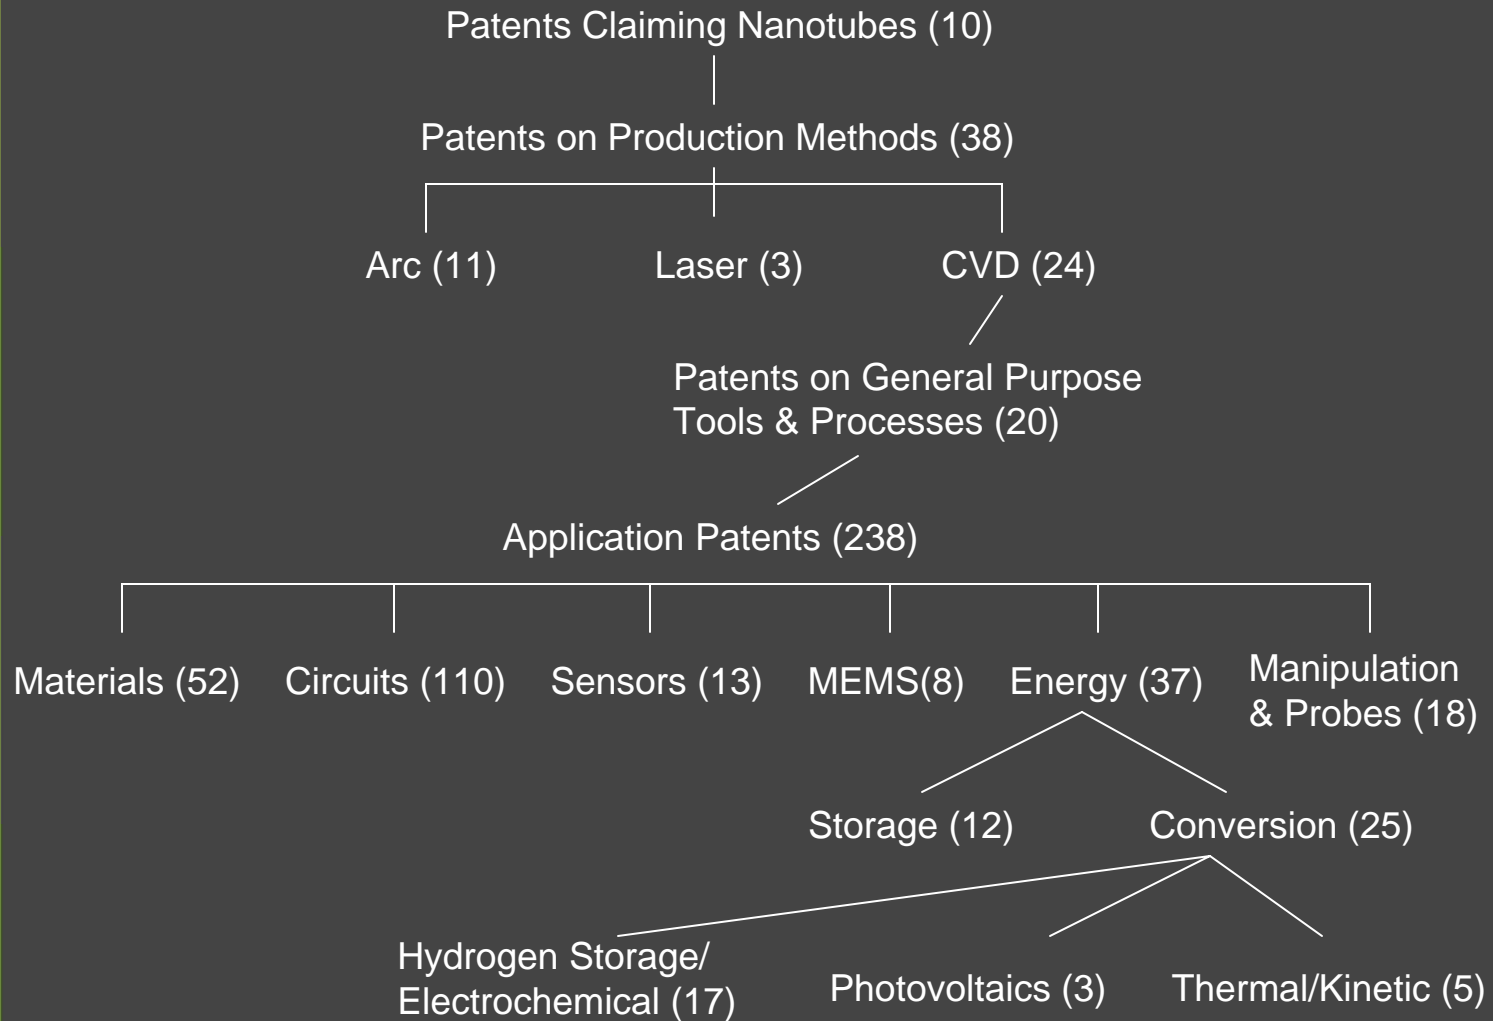 Patents Claiming Nanotubes (10)
Patents on Production Methods (38)
Arc (11)
Laser (3)
CVD (24)
Patents on General Purpose
Tools & Processes (20)
Application Patents (238)
Materials (52)
Circuits (110)
Sensors (13)
MEMS(8)
Energy (37)
Manipulation
& Probes (18)
Storage (12)
Conversion (25)
Hydrogen Storage/
Electrochemical (17)
Photovoltaics (3)
Thermal/Kinetic (5)